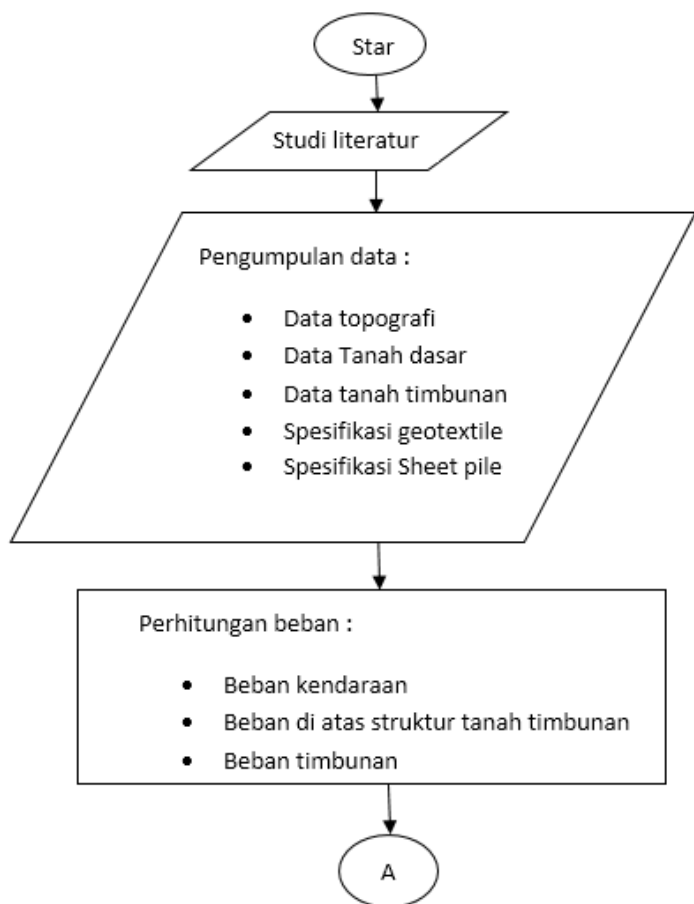 Star
Studi literatur
Pengumpulan data :
• Data topografi
• Data Tanah dasar
• Data tanah timbunan
• Spesifikasi geotextile
• Spesifikasi Sheet pile
Perhitungan beban :
• Beban kendaraan
• Beban di atas struktur tanah timbunan
• Beban timbunan
A